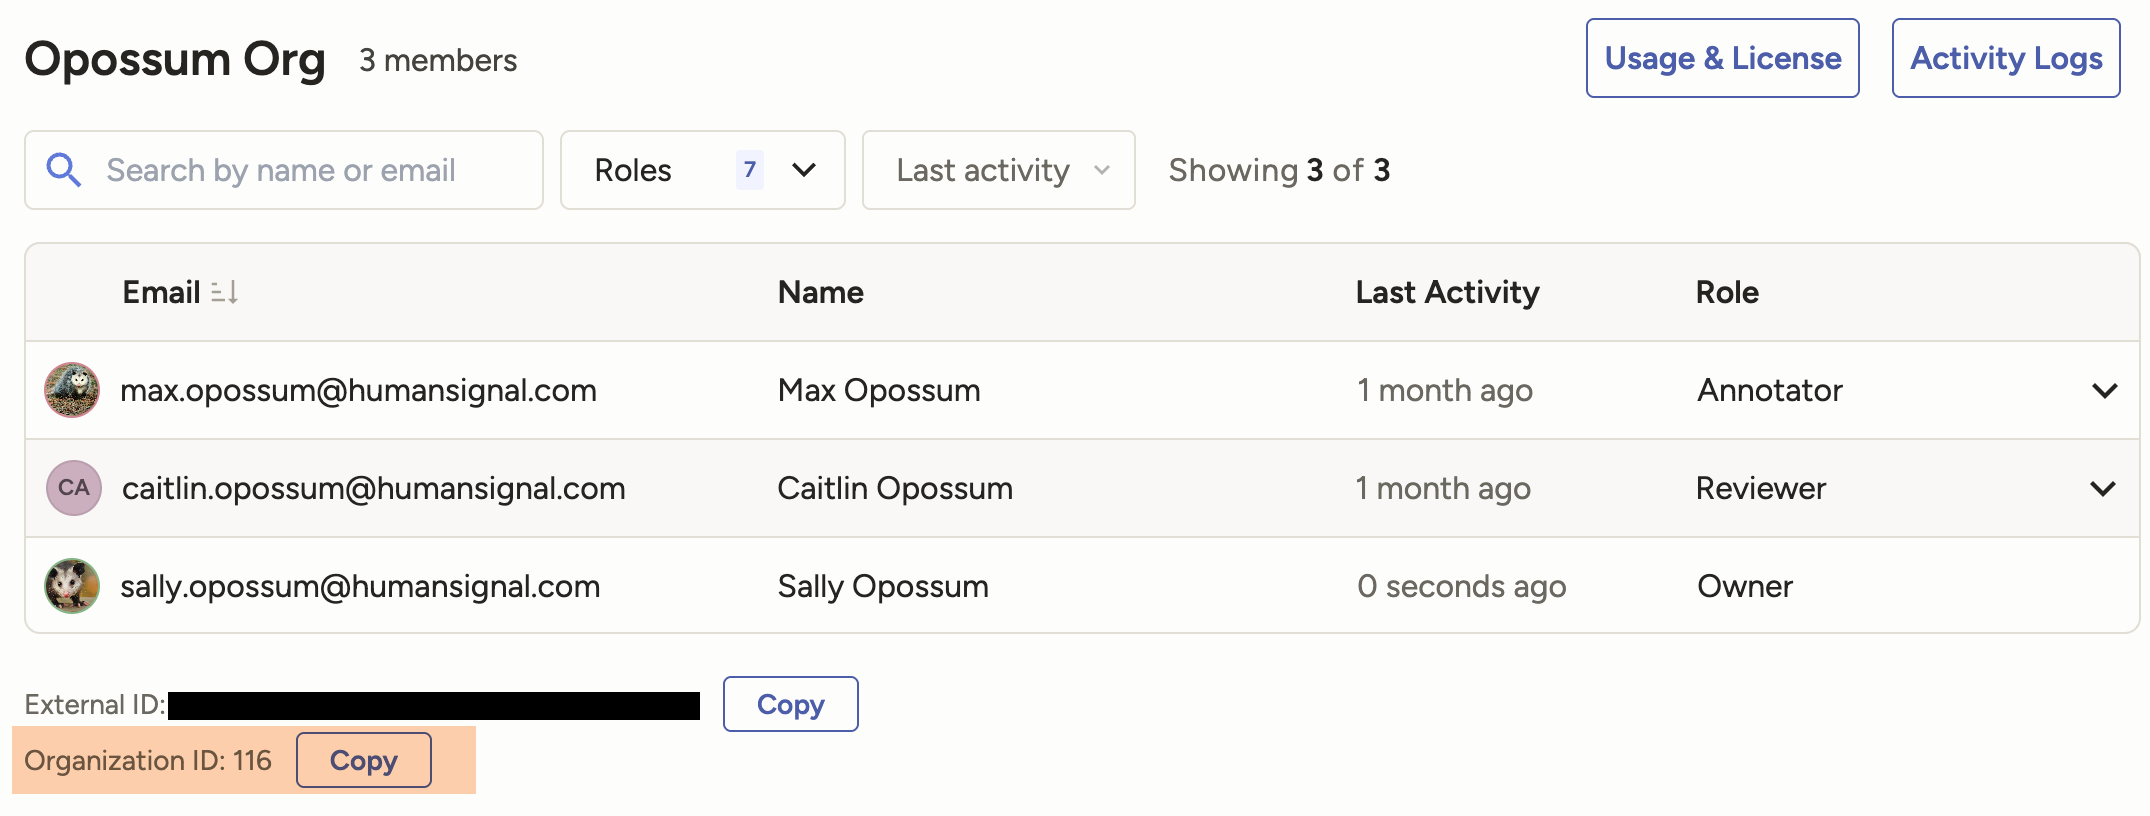 Opossum Org 3 members Usage & License Activity Logs
Search by name or email Roles 7 Last activity Showing 3 of 3
Email Name Last Activity Role
max.opossum@humansignal.com Max Opossum 1 month ago Annotator
CA caitlin.opossum@humansignal.com Caitlin Opossum 1 month ago Reviewer
sally.opossum@humansignal.com Sally Opossum 0 seconds ago Owner
External ID: Copy
Organization ID: 116 Copy